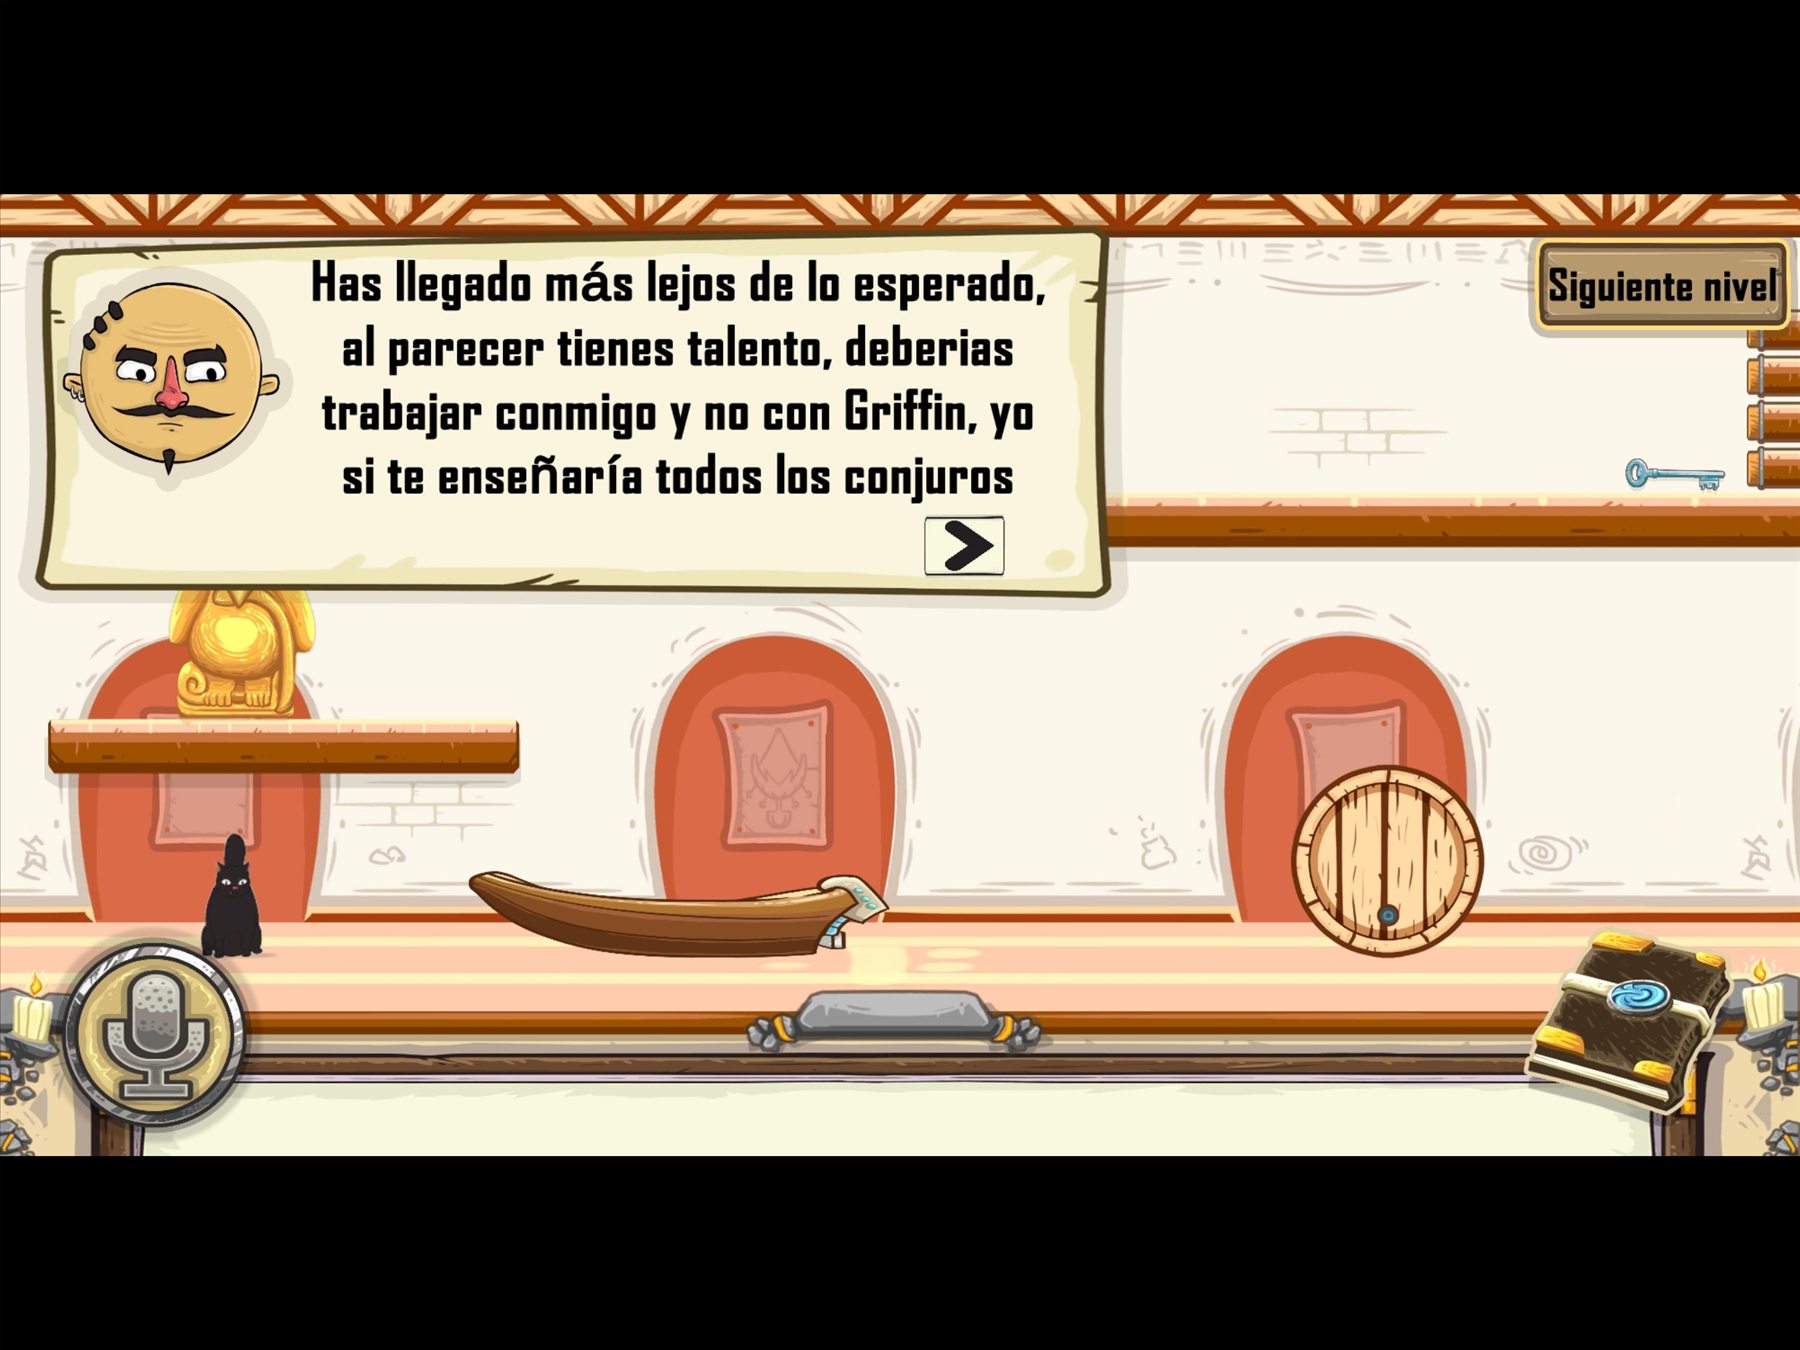 Has llegado más lejos de lo esperado,
al parecer tienes talento, deberias
trabajar conmigo y no con Griffin, yo
si te enseñaría todos los conjuros
Siguiente nivel